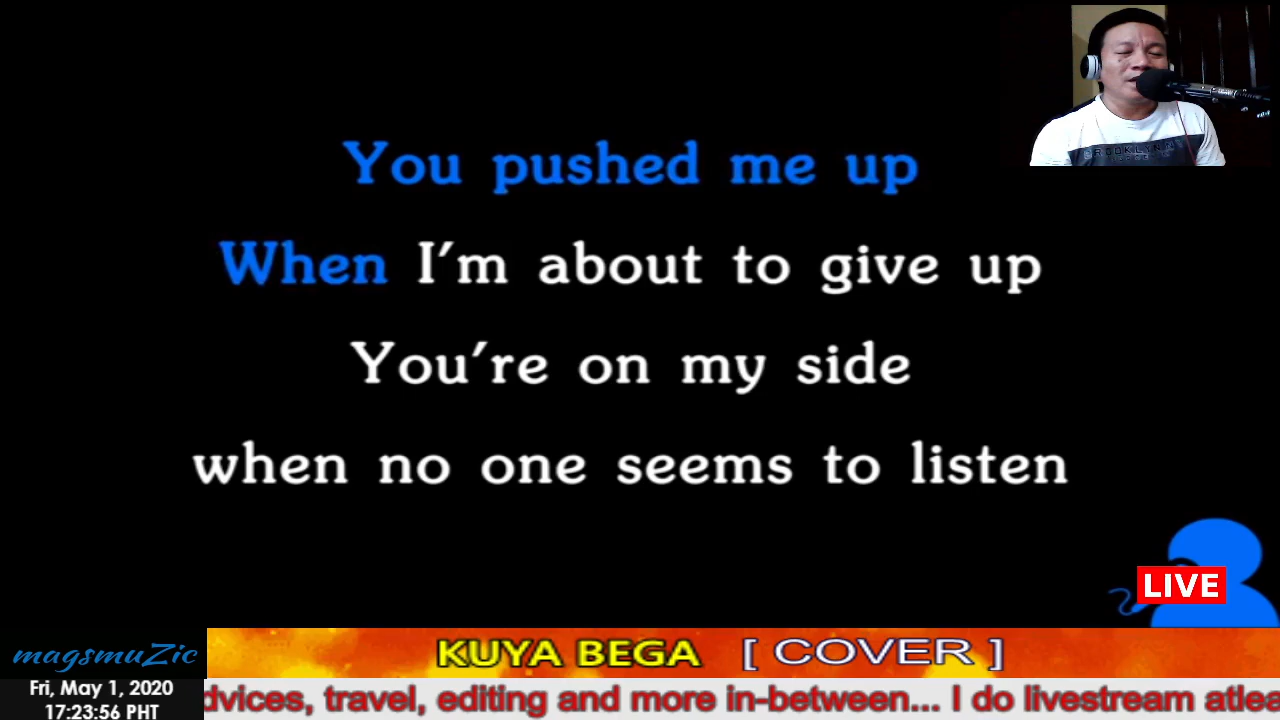 You pushed me up
When I'm about to give up
You're on my side
when no one seems to listen
BROOKLYN
LIVE
KUYA BEGA [ COVER ]
magsmuZic
Fri, May 1, 2020
17:23:56 PHT
dvices, travel, editing and more in-between... I do livestream atlea